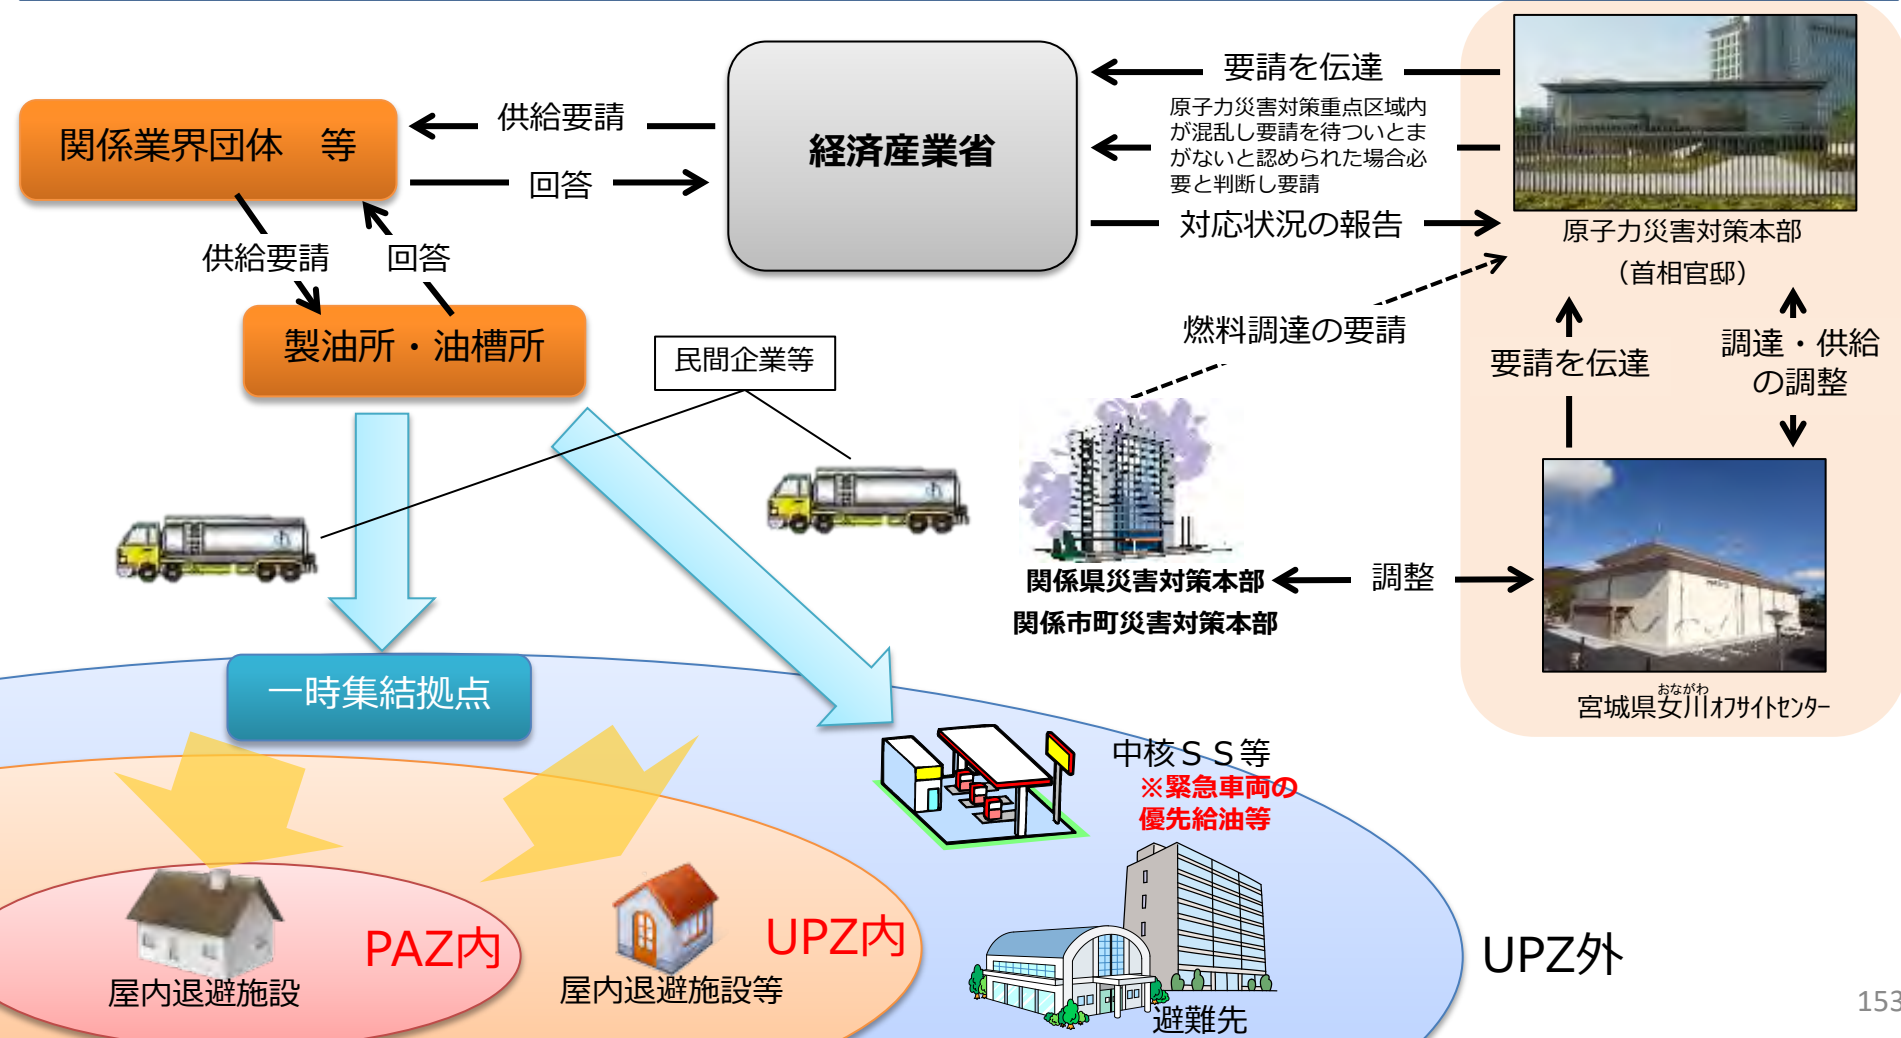 要請を伝達
原子力災害対策重点区域内
が混乱し要請を待ついとま
がないと認められた場合必
要と判断し要請
対応状況の報告
経済産業省
供給要請
回答
関係業界団体　等
供給要請
回答
製油所・油槽所
民間企業等
原子力災害対策本部
（首相官邸）
燃料調達の要請
要請を伝達
調達・供給
の調整
関係県災害対策本部
関係市町災害対策本部
調整
おながわ
宮城県女川ｵﾌｻｲﾄｾﾝﾀｰ
一時集結拠点
中核ＳＳ等
※緊急車両の
優先給油等
PAZ内
屋内退避施設
UPZ内
屋内退避施設等
避難先
UPZ外
153